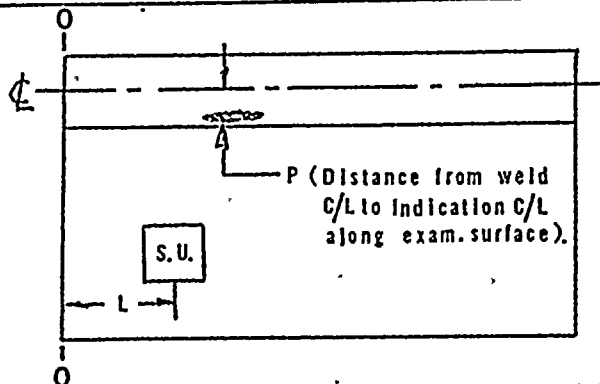 0
℄
P (Distance from weld
C/L to Indication C/L
along exam. surface).
S.U.
L
0